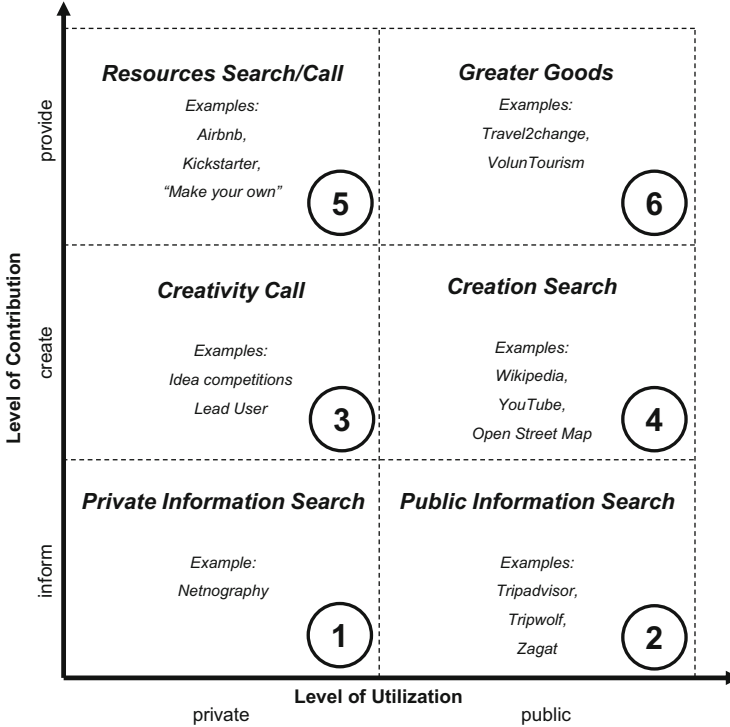 Resources Search/Call
Examples:
Airbnb,
Kickstarter,
“Make your own”
5
Greater Goods
Examples:
Travel2change,
VolunTourism
6
Creativity Call
Examples:
Idea competitions
Lead User
3
Creation Search
Examples:
Wikipedia,
YouTube,
Open Street Map
4
Private Information Search
Example:
Netnography
1
Public Information Search
Examples:
Tripadvisor,
Tripwolf,
Zagat
2
Level of Contribution
provide
create
inform
Level of Utilization
private
public